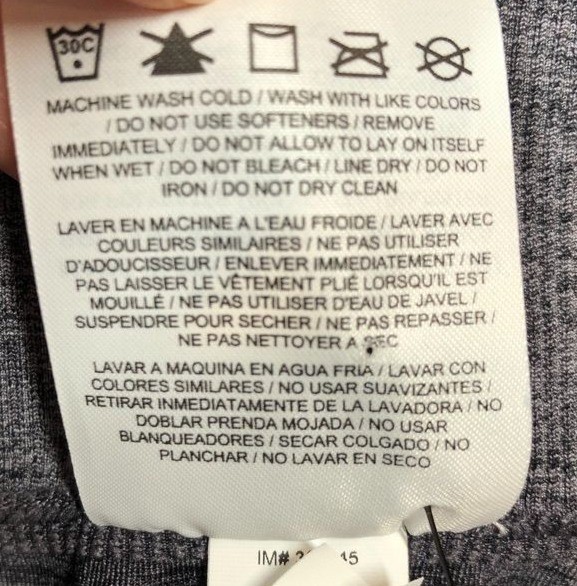 30C
MACHINE WASH COLD / WASH WITH LIKE COLORS
/ DO NOT USE SOFTENERS / REMOVE
IMMEDIATELY / DO NOT ALLOW TO LAY ON ITSELF
WHEN WET / DO NOT BLEACH / LINE DRY / DO NOT
IRON / DO NOT DRY CLEAN
LAVER EN MACHINE A L'EAU FROIDE / LAVER AVEC
COULEURS SIMILAIRES / NE PAS UTILISER
D'ADOUCISSEUR / ENLEVER IMMEDIATEMENT / NE
PAS LAISSER LE VÊTEMENT PLIÉ LORSQU'IL EST
MOUILLÉ / NE PAS UTILISER D'EAU DE JAVEL /
SUSPENDRE POUR SECHER / NE PAS REPASSER /
NE PAS NETTOYER A SEC
LAVAR A MAQUINA EN AGUA FRIA / LAVAR CON
COLORES SIMILARES / NO USAR SUAVIZANTES /
RETIRAR INMEDIATAMENTE DE LA LAVADORA / NO
DOBLAR PRENDA MOJADA / NO USAR
BLANQUEADORES / SECAR COLGADO / NO
PLANCHAR / NO LAVAR EN SECO
IM#